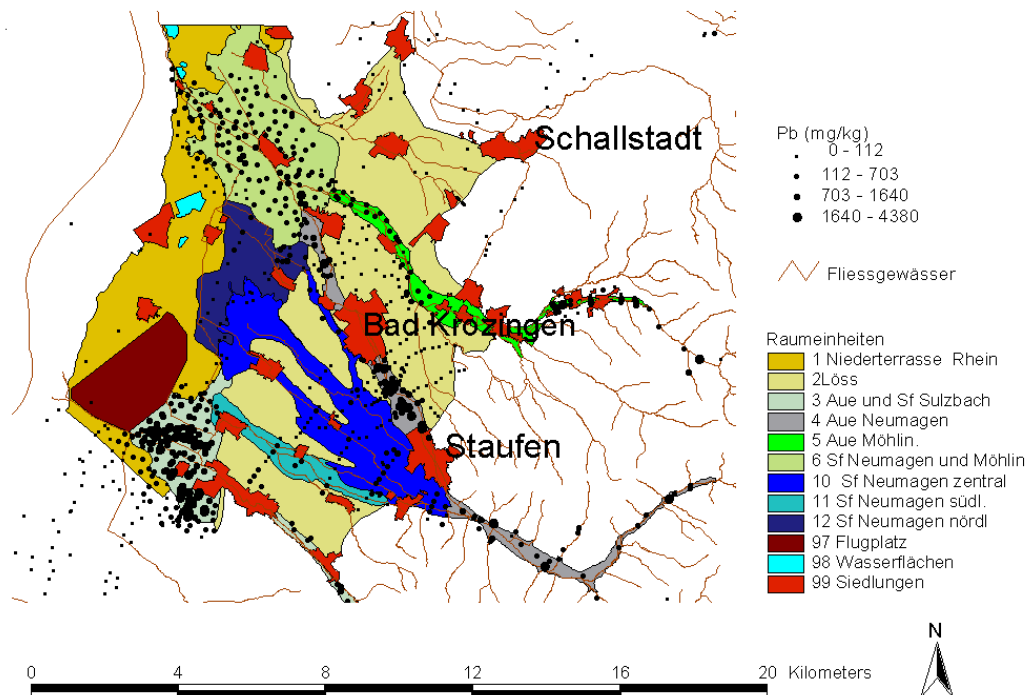 Schallstadt
Bad Krozingen
Staufen
Pb (mg/kg)
0 - 112
112 - 703
703 - 1640
1640 - 4380
Fliessgewässer
Raumeinheiten
1 Niederterrasse Rhein
2Löss
3 Aue und Sf Sulzbach
4 Aue Neumagen
5 Aue Möhlin.
6 Sf Neumagen und Möhlin
10 Sf Neumagen zentral
11 Sf Neumagen südl.
12 Sf Neumagen nördl
97 Flugplatz
98 Wasserflächen
99 Siedlungen
0 4 8 12 16 20 Kilometers
N